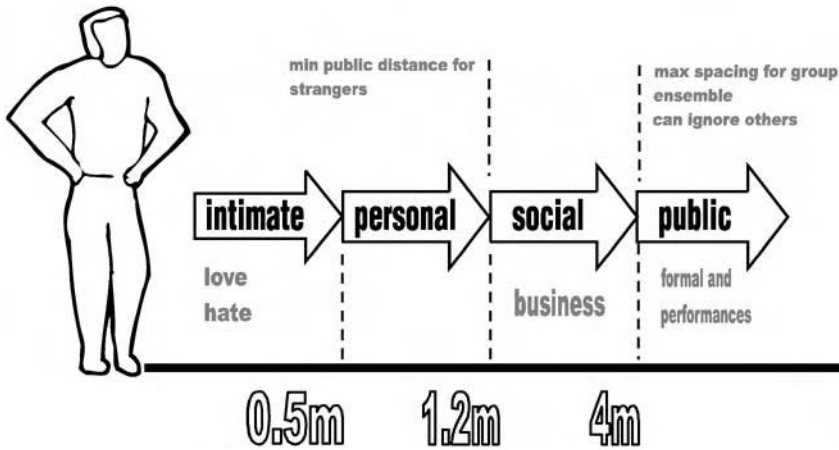 min public distance for
strangers
max spacing for group
ensemble
can ignore others
intimate
personal
social
public
love
hate
business
formal and
performances
0.5m
1.2m
4m